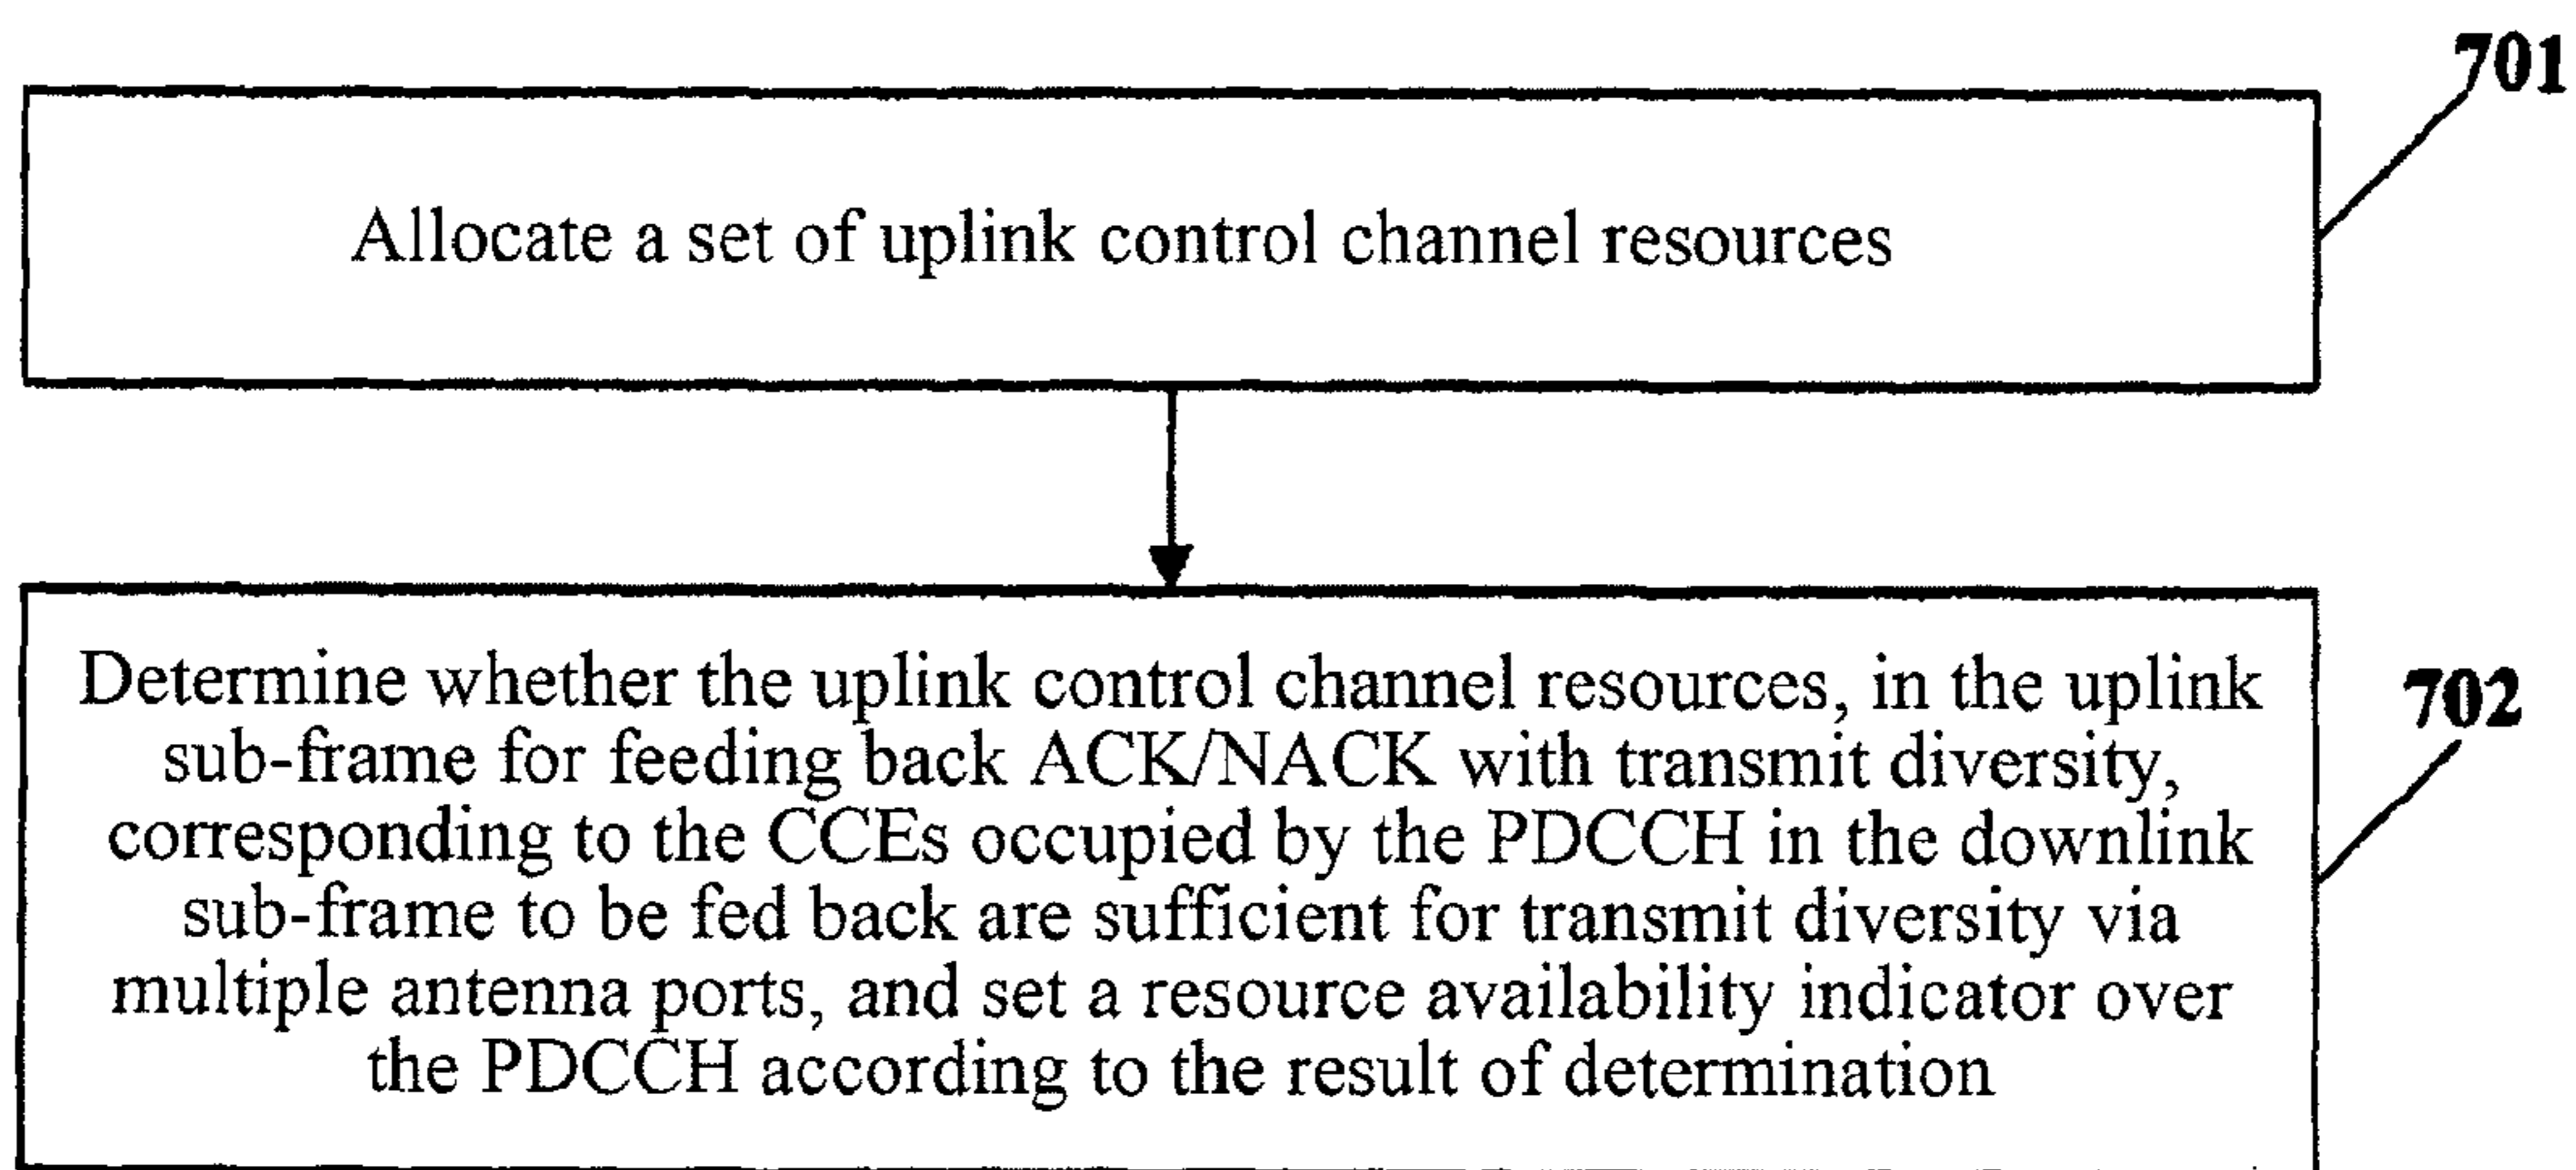 701
Allocate a set of uplink control channel resources
Determine whether the uplink control channel resources, in the uplink
sub-frame for feeding back ACK/NACK with transmit diversity,
corresponding to the CCEs occupied by the PDCCH in the downlink
sub-frame to be fed back are sufficient for transmit diversity via
multiple antenna ports, and set a resource availability indicator over
the PDCCH according to the result of determination
702